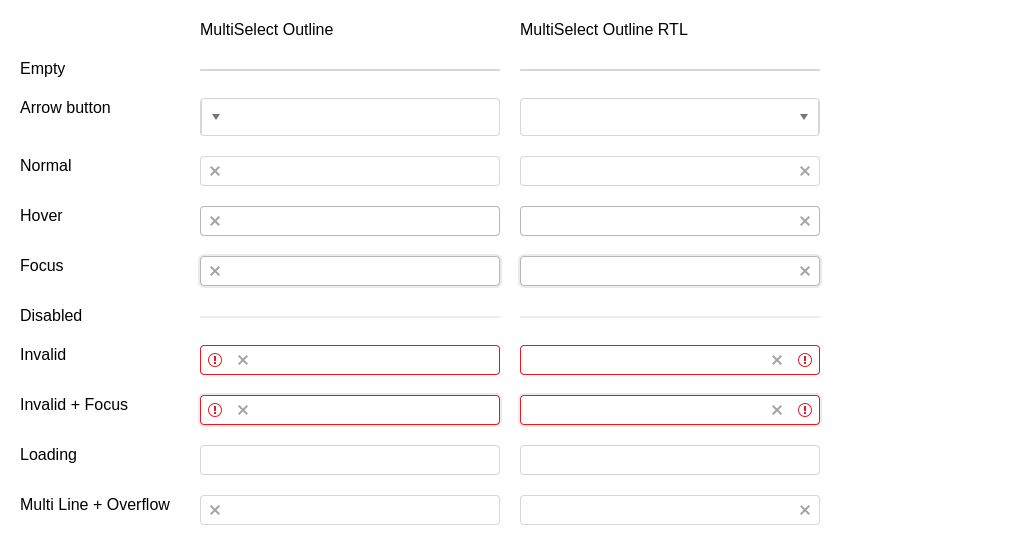 MultiSelect Outline MultiSelect Outline RTL
Empty
Arrow button
Normal
Hover
Focus
Disabled
Invalid
Invalid + Focus
Loading
Multi Line + Overflow